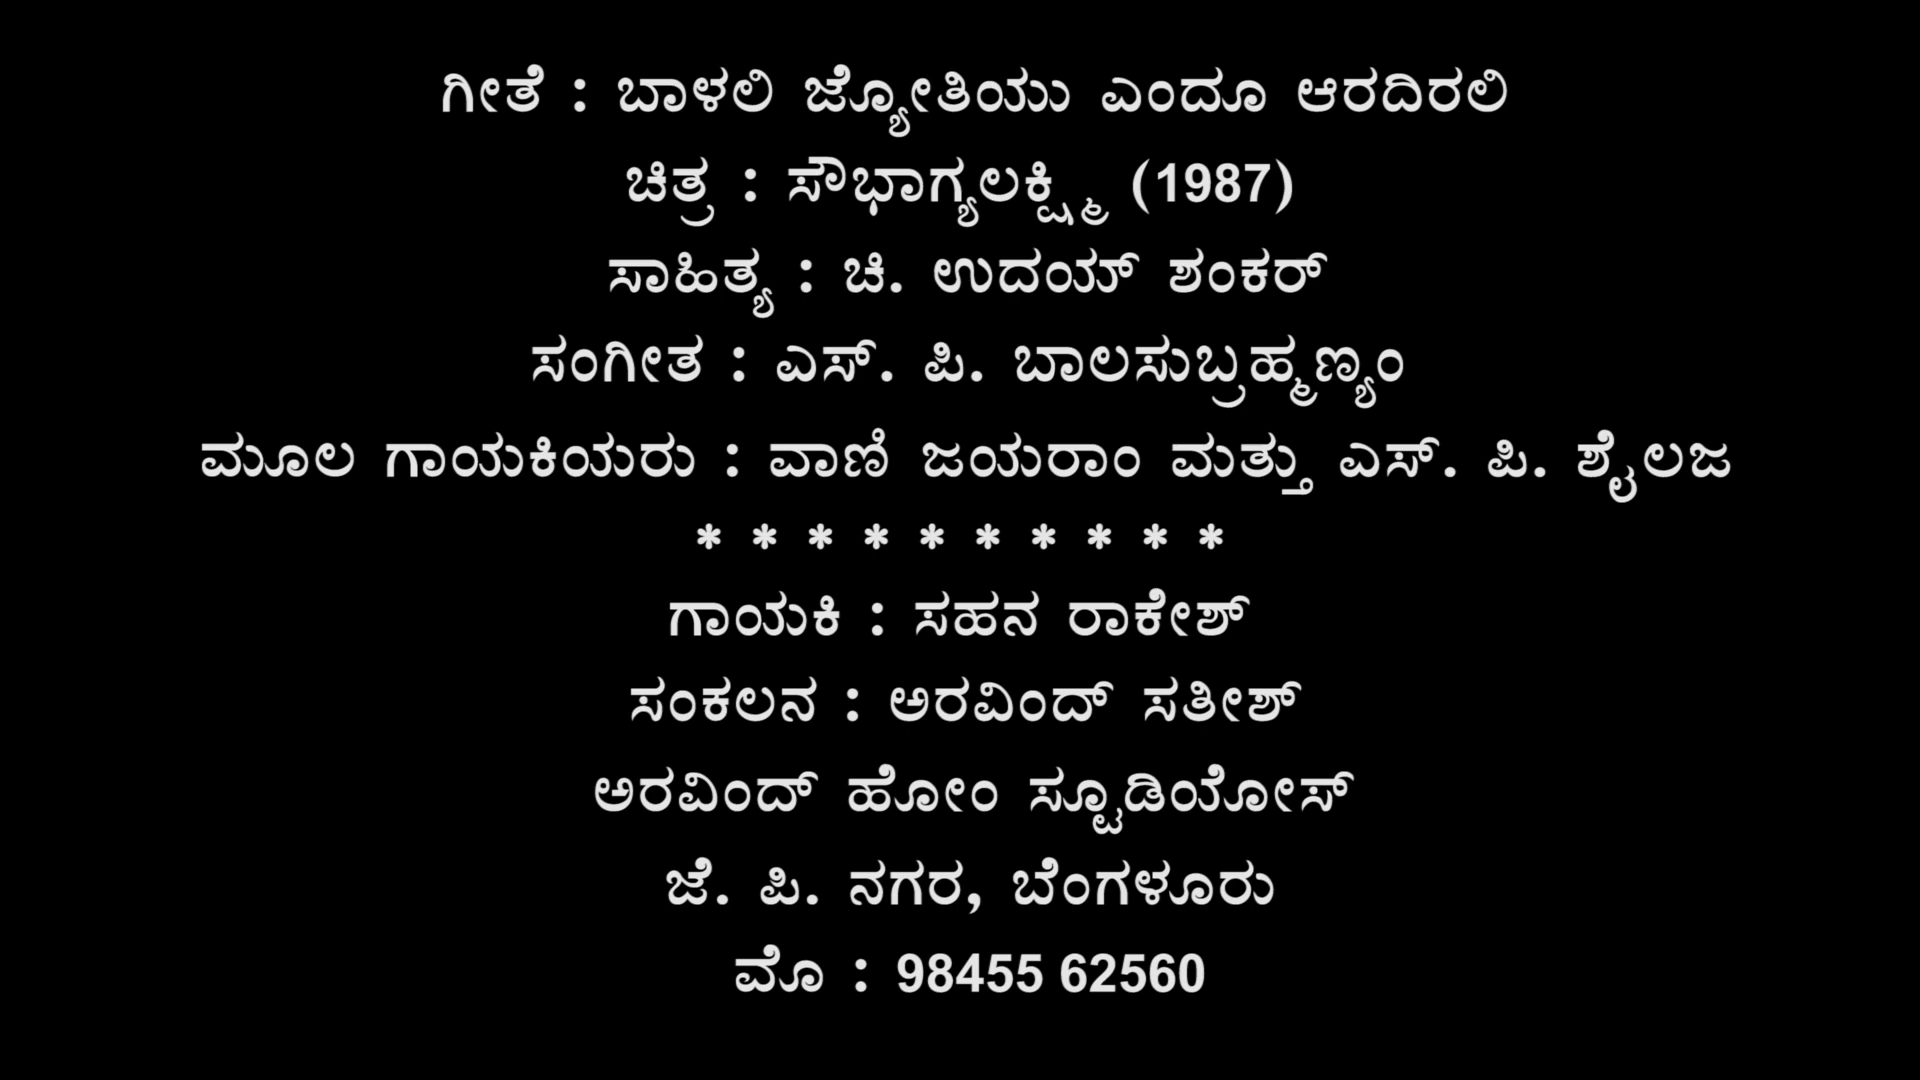 ಗೀತೆ : ಬಾಳಲಿ ಜ್ಯೋತಿಯು ಎಂದೂ ಆರದಿರಲಿ
ಚಿತ್ರ : ಸೌಭಾಗ್ಯಲಕ್ಷ್ಮಿ (1987)
ಸಾಹಿತ್ಯ : ಚಿ. ಉದಯ್ ಶಂಕರ್
ಸಂಗೀತ : ಎಸ್. ಪಿ. ಬಾಲಸುಬ್ರಹ್ಮಣ್ಯಂ
ಮೂಲ ಗಾಯಕಿಯರು : ವಾಣಿ ಜಯರಾಂ ಮತ್ತು ಎಸ್. ಪಿ. ಶೈಲಜ
* * * * * * * * * *
ಗಾಯಕಿ : ಸಹನ ರಾಕೇಶ್
ಸಂಕಲನ : ಅರವಿಂದ್ ಸತೀಶ್
ಅರವಿಂದ್ ಹೋಂ ಸ್ಟೂಡಿಯೋಸ್
ಜೆ. ಪಿ. ನಗರ, ಬೆಂಗಳೂರು
ಮೊ : 98455 62560